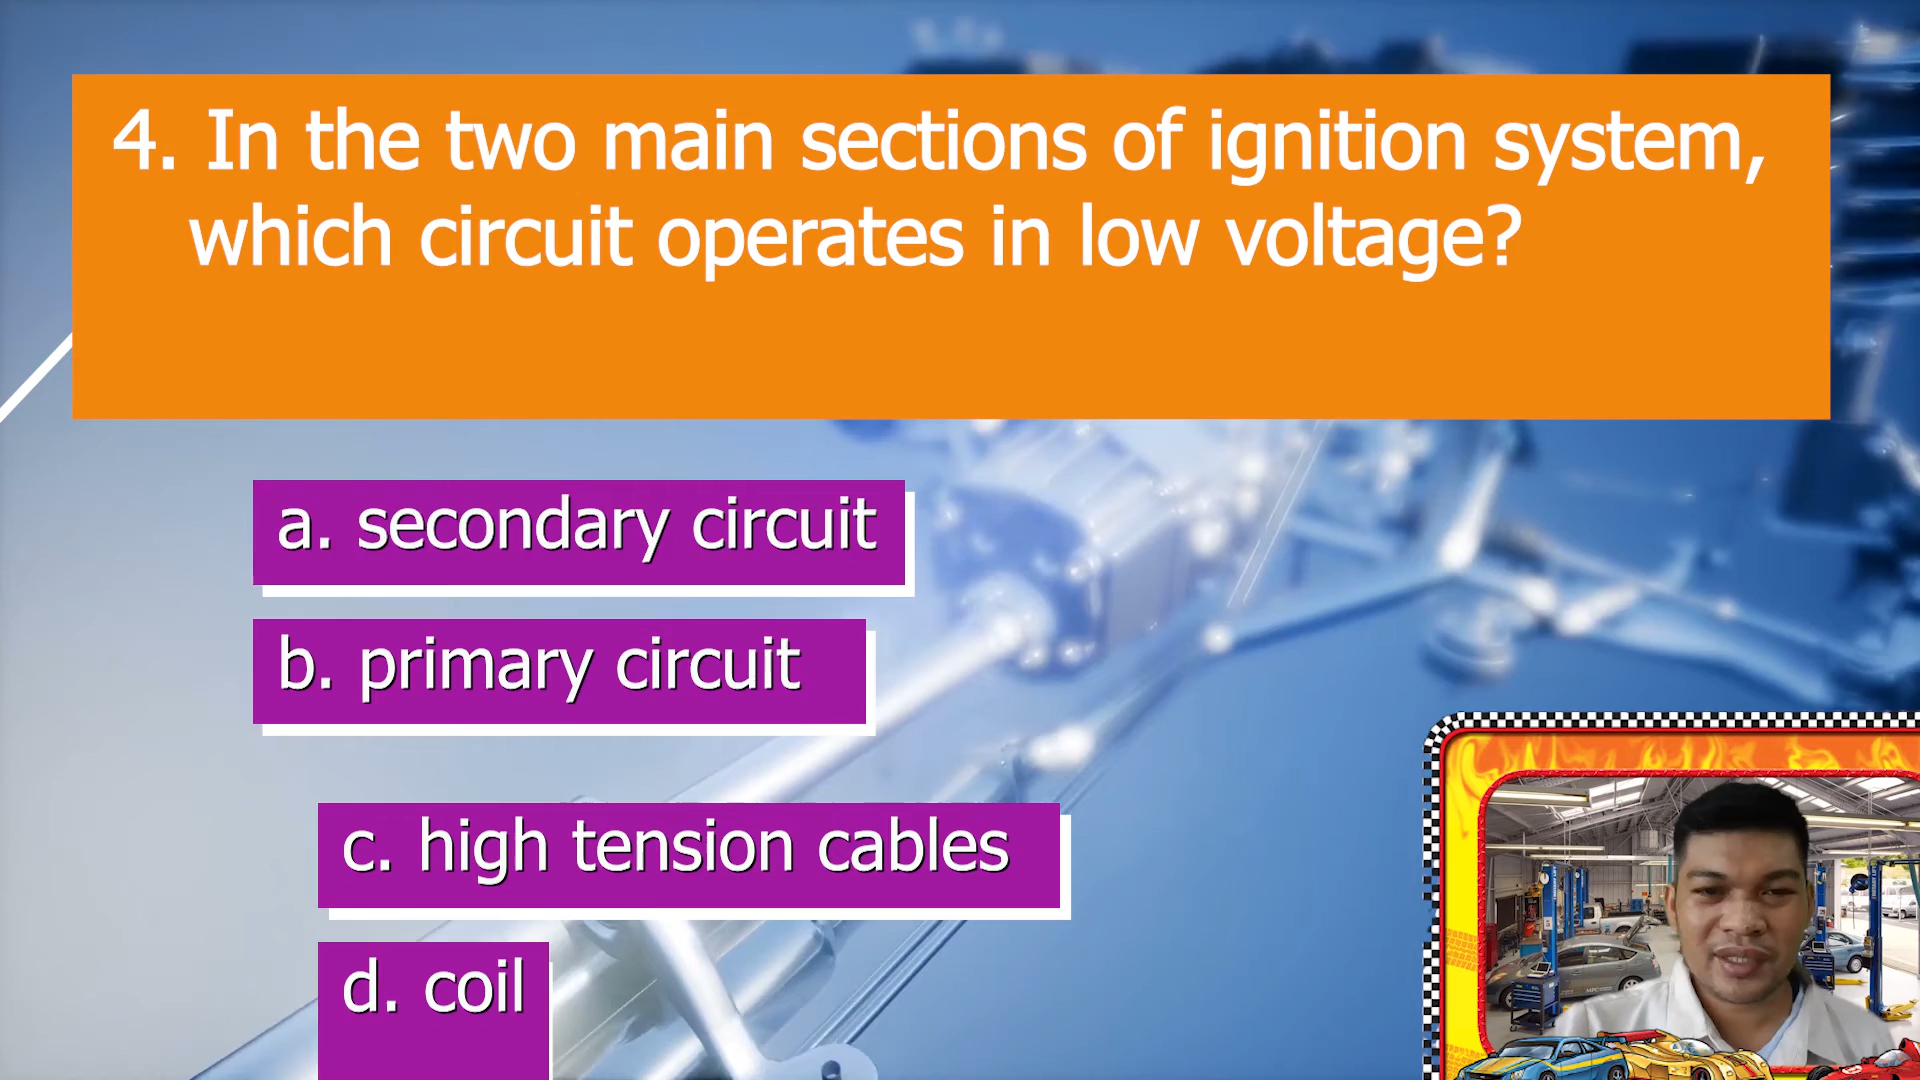 4. In the two main sections of ignition system,
which circuit operates in low voltage?
a. secondary circuit
b. primary circuit
c. high tension cables
d. coil